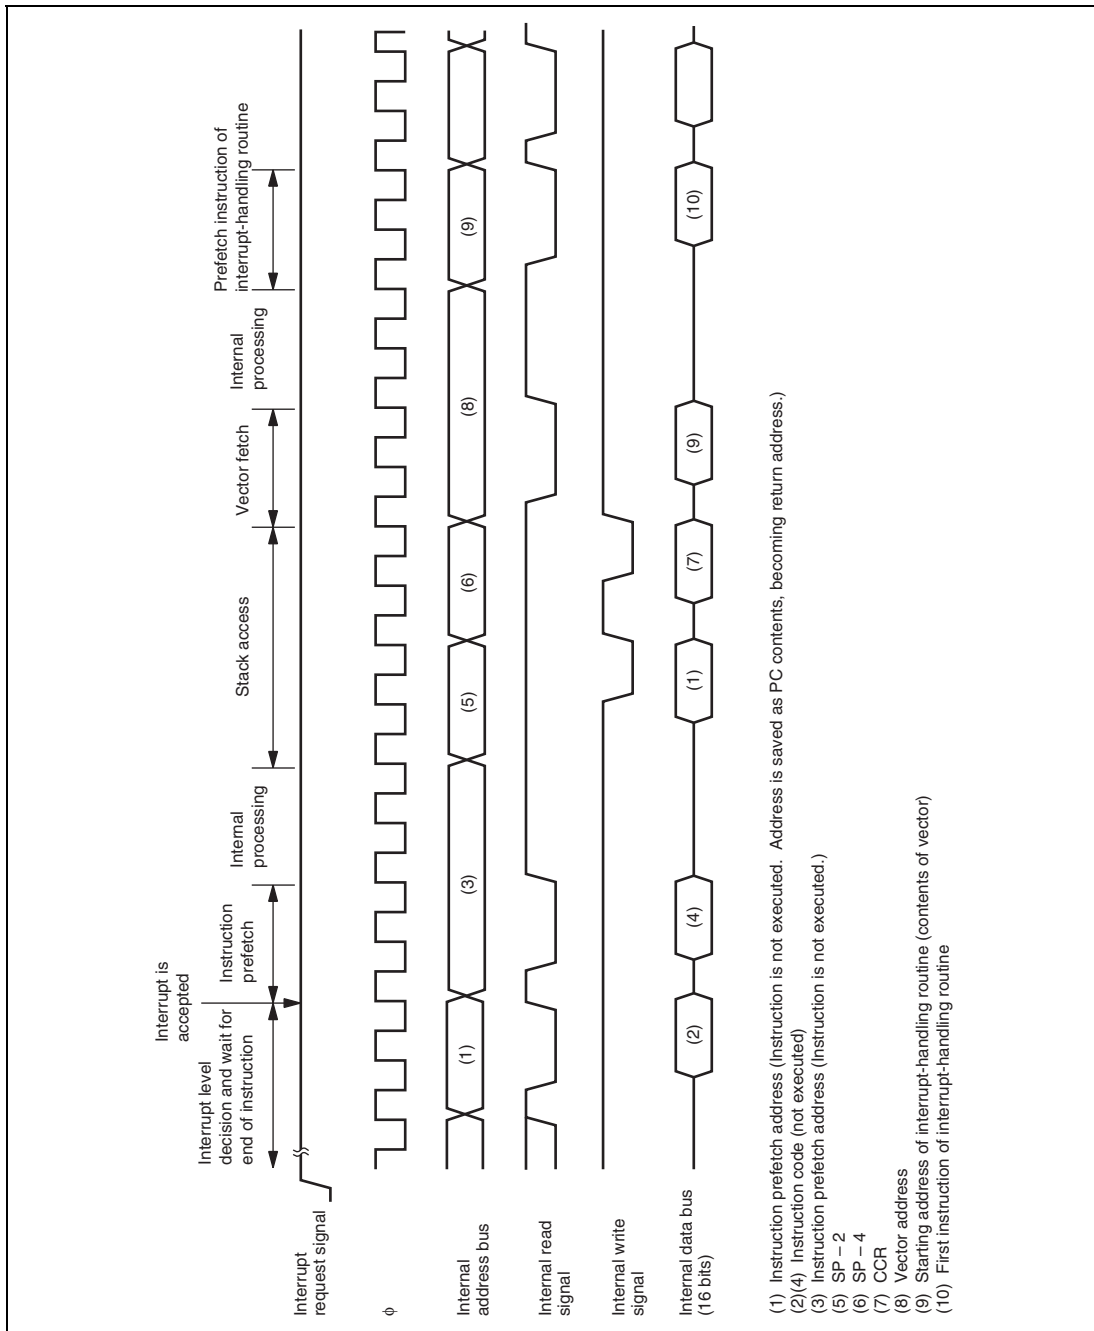 Interrupt is
accepted
Interrupt level
decision and wait for
end of instruction
Instruction
prefetch
Internal
processing
Stack access
Vector fetch
Internal
processing
Prefetch instruction of
interrupt-handling routine
Interrupt
request signal
ϕ
Internal
address bus
(1)
(3)
(5)
(6)
(8)
(9)
Internal read
signal
Internal write
signal
Internal data bus
(16 bits)
(2)
(4)
(1)
(7)
(9)
(10)
(1) Instruction prefetch address (Instruction is not executed. Address is saved as PC contents, becoming return address.)
(2)(4) Instruction code (not executed)
(3) Instruction prefetch address (Instruction is not executed.)
(5) SP – 2
(6) SP – 4
(7) CCR
(8) Vector address
(9) Starting address of interrupt-handling routine (contents of vector)
(10) First instruction of interrupt-handling routine